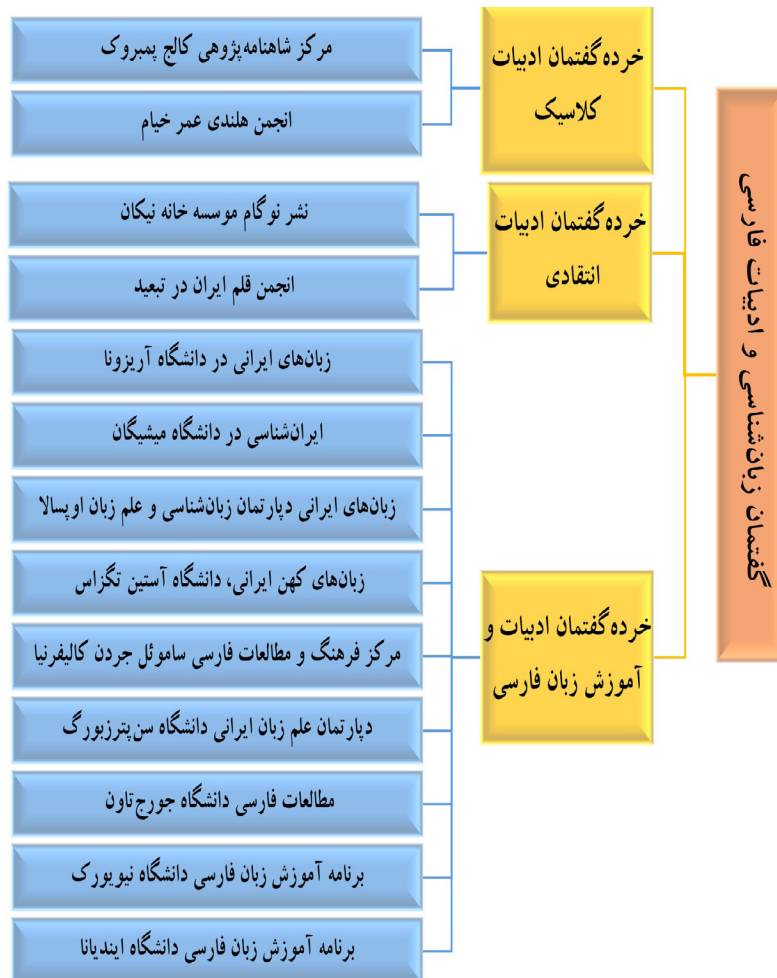 گفتمان زبان‌شناسی و ادبیات فارسی
خرده‌گفتمان ادبیات
کلاسیک
مرکز شاهنامه‌پژوهی کالج پمبروک
انجمن هلندی عمر خیام
خرده‌گفتمان ادبیات
انتقادی
نشر نوگام موسسه خانه نیکان
انجمن قلم ایران در تبعید
خرده‌گفتمان ادبیات و
آموزش زبان فارسی
زبان‌های ایرانی در دانشگاه آریزونا
ایران‌شناسی در دانشگاه میشیگان
زبان‌های ایرانی دپارتمان زبان‌شناسی و علم زبان اوپسالا
زبان‌های کهن ایرانی، دانشگاه آستین تگزاس
مرکز فرهنگ و مطالعات فارسی ساموئل جردن کالیفرنیا
دپارتمان علم زبان ایرانی دانشگاه سن‌پترزبورگ
مطالعات فارسی دانشگاه جورج‌تاون
برنامه آموزش زبان فارسی دانشگاه نیویورک
برنامه آموزش زبان فارسی دانشگاه ایندیانا